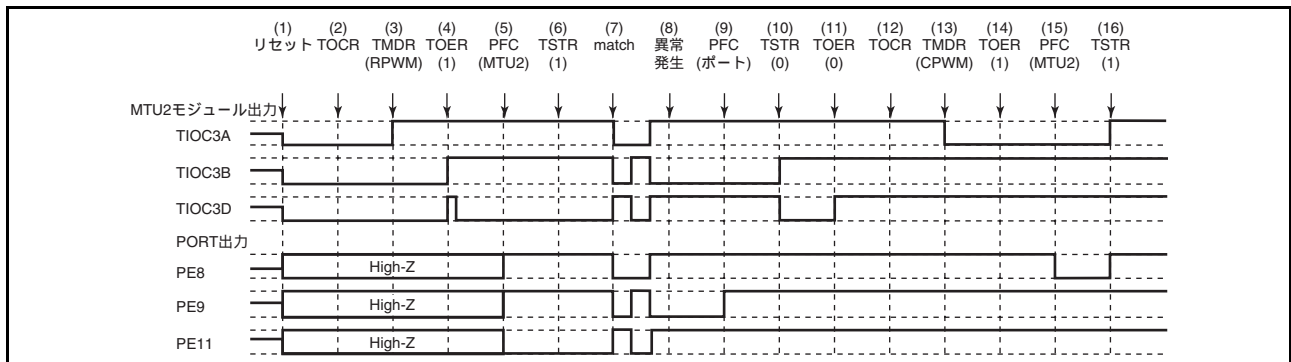 (1) (2) (3) (4) (5) (6) (7) (8) (9) (10) (11) (12) (13) (14) (15) (16)
リセット TOCR TMDR TOER PFC TSTR match 異常 PFC TSTR TOER TOCR TMDR TOER PFC TSTR
(RPWM) (1) (MTU2) (1) 発生 (ポート) (0) (0) (CPWM) (1) (MTU2) (1)
MTU2モジュール出力
TIOC3A
TIOC3B
TIOC3D
PORT出力
PE8 High-Z
PE9 High-Z
PE11 High-Z